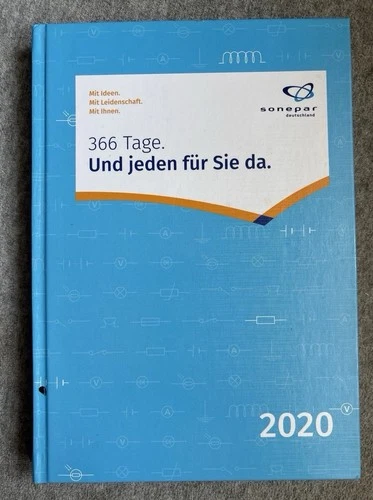 Mit Ideen.
Mit Leidenschaft.
Mit Ihnen.
sonepar
deutschland
366 Tage.
Und jeden für Sie da.
2020